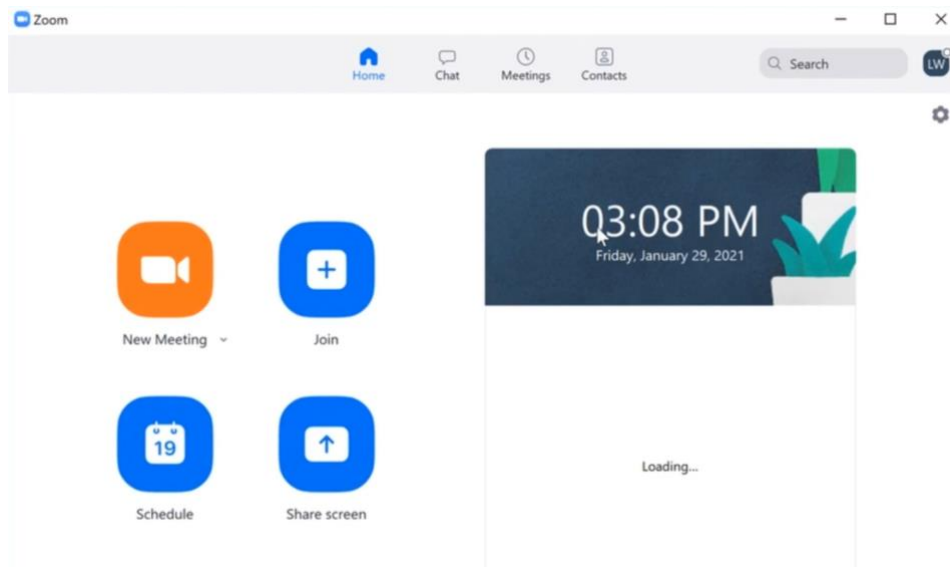 Zoom
Home
Chat
Meetings
Contacts
Search
LW
03:08 PM
Friday, January 29, 2021
New Meeting
Join
19
Schedule
Share screen
Loading...